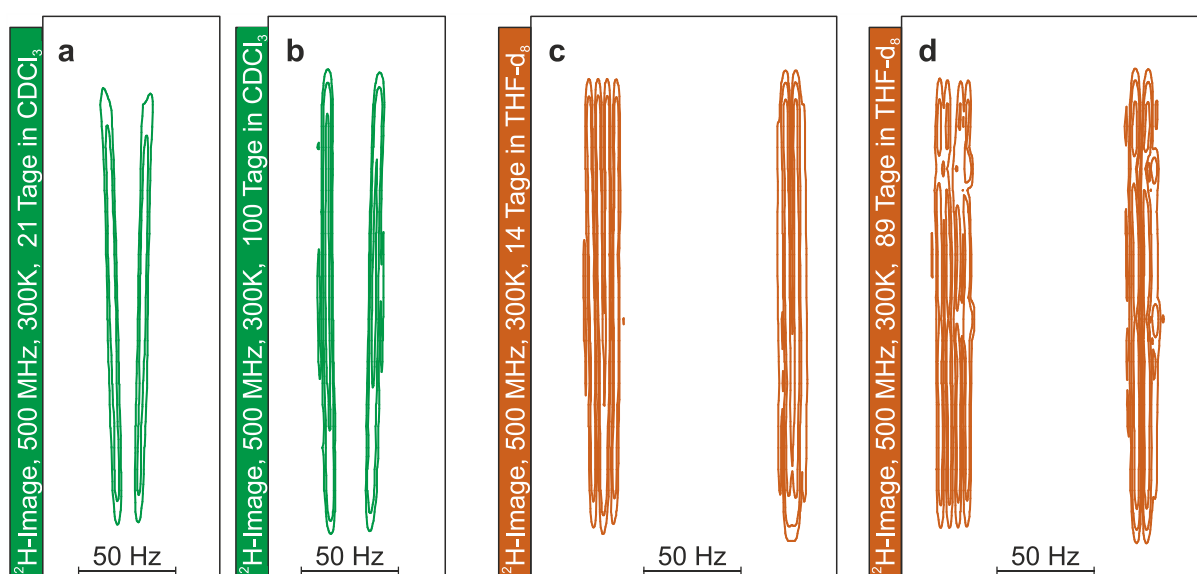 a
²H-Image, 500 MHz, 300K, 21 Tage in CDCl₃
50 Hz
b
²H-Image, 500 MHz, 300K, 100 Tage in CDCl₃
50 Hz
c
²H-Image, 500 MHz, 300K, 14 Tage in THF-d₈
50 Hz
d
²H-Image, 500 MHz, 300K, 89 Tage in THF-d₈
50 Hz